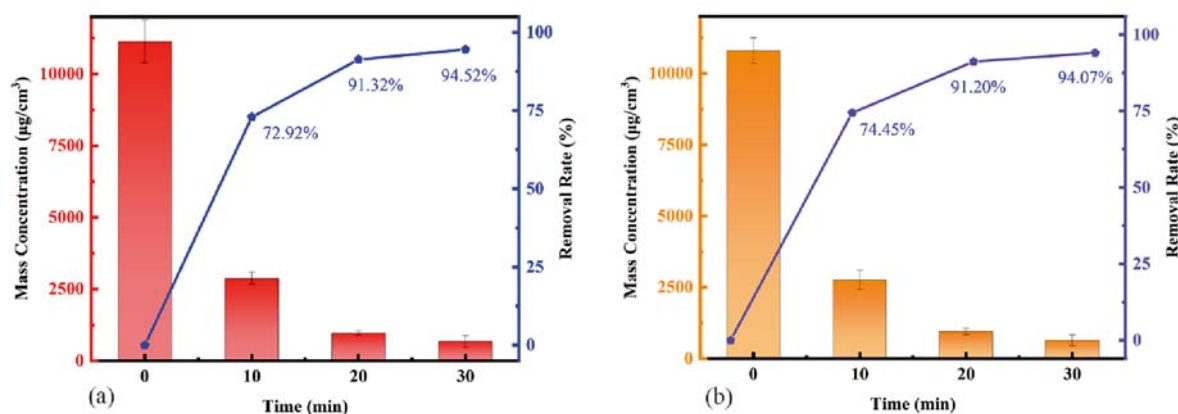 Mass Concentration (μg/cm³)
10000
7500
5000
2500
0
72.92%
91.32%
94.52%
100
75
50
25
0
Removal Rate (%)
0 10 20 30
(a)
Time (min)
Mass Concentration (μg/cm³)
10000
7500
5000
2500
0
74.45%
91.20%
94.07%
100
75
50
25
0
Removal Rate (%)
0 10 20 30
(b)
Time (min)